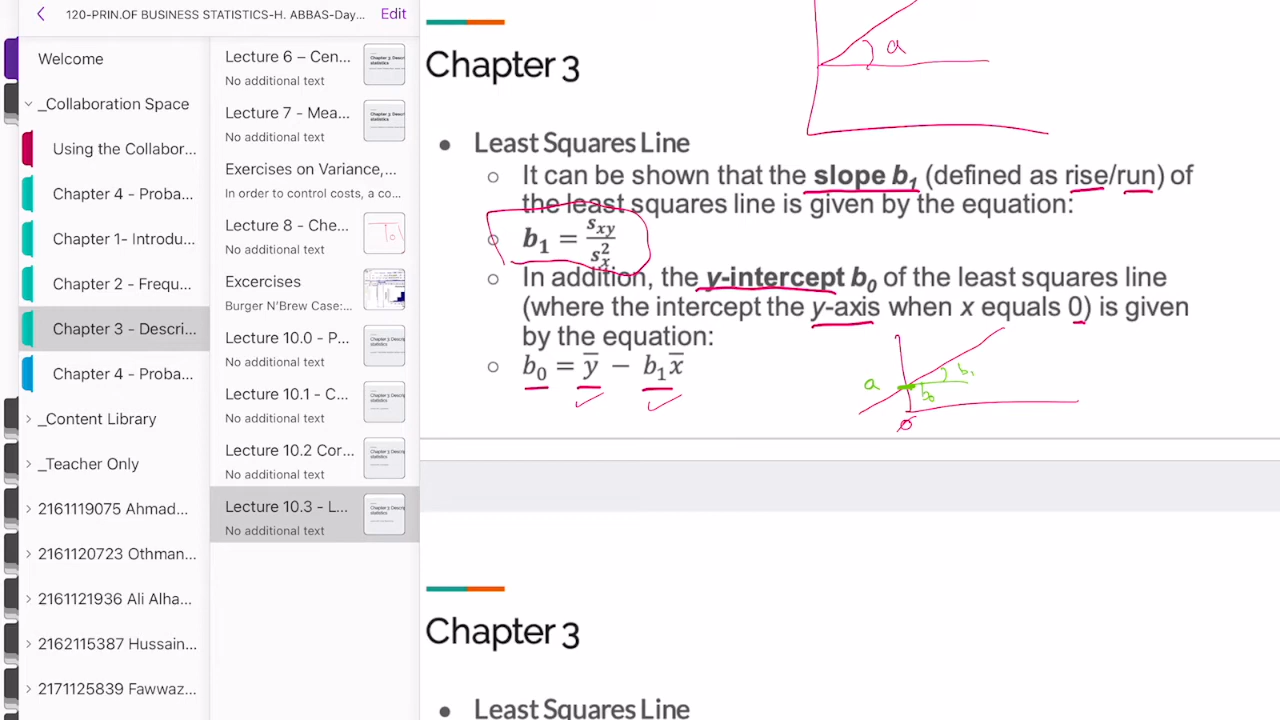 120-PRIN.OF BUSINESS STATISTICS-H. ABBAS-Day...
Edit
Welcome
_Collaboration Space
Using the Collabor...
Chapter 4 - Proba...
Chapter 1- Introdu...
Chapter 2 - Frequ...
Chapter 3 - Descri...
Chapter 4 - Proba...
_Content Library
_Teacher Only
2161119075 Ahmad...
2161120723 Othman...
2161121936 Ali Alha...
2162115387 Hussain...
2171125839 Fawwaz...
Lecture 6 – Cen...
No additional text
Lecture 7 - Mea...
No additional text
Exercises on Variance,...
In order to control costs, a co...
Lecture 8 - Che...
No additional text
Excercises
Burger N'Brew Case:...
Lecture 10.0 - P...
No additional text
Lecture 10.1 - C...
No additional text
Lecture 10.2 Cor...
No additional text
Lecture 10.3 - L...
No additional text
a
Chapter 3
● Least Squares Line
○ It can be shown that the slope b₁ (defined as rise/run) of
the least squares line is given by the equation:
○ b₁ = s_xy / s_x²
○ In addition, the y-intercept b₀ of the least squares line
(where the intercept the y-axis when x equals 0) is given
by the equation:
○ b₀ = y̅ − b₁x̅
a b₁
b₀
0
Chapter 3
● Least Squares Line